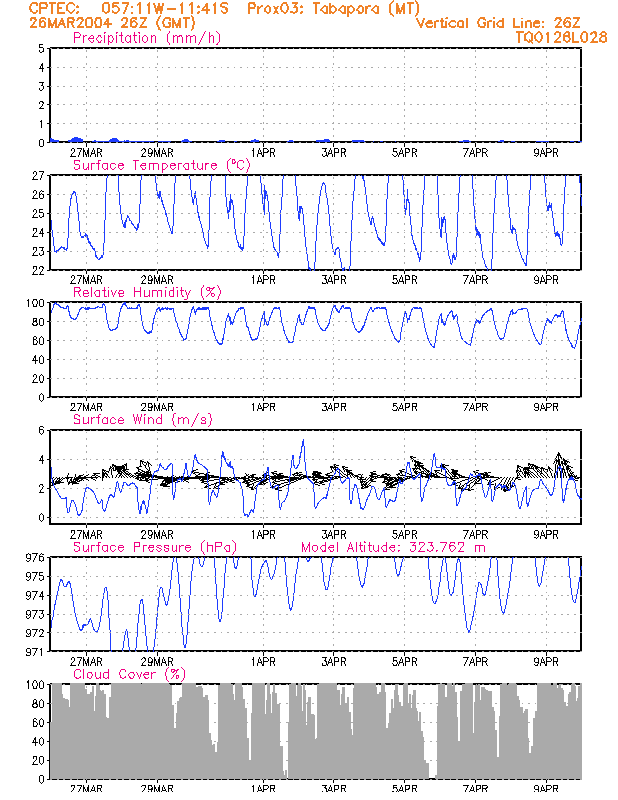 CPTEC:   057:11W-11:41S  Prox03: Tabapora (MT)
26MAR2004 26Z (GMT)   Vertical Grid Line: 26Z
Precipitation (mm/h)   TQ0126L028
5
4
3
2
1
0
27MAR 29MAR 1APR 3APR 5APR 7APR 9APR
Surface Temperature (°C)
27
26
25
24
23
22
27MAR 29MAR 1APR 3APR 5APR 7APR 9APR
Relative Humidity (%)
100
80
60
40
20
0
27MAR 29MAR 1APR 3APR 5APR 7APR 9APR
Surface Wind (m/s)
6
4
2
0
27MAR 29MAR 1APR 3APR 5APR 7APR 9APR
Surface Pressure (hPa)   Model Altitude: 323.762 m
976
975
974
973
972
971
27MAR 29MAR 1APR 3APR 5APR 7APR 9APR
Cloud Cover (%)
100
80
60
40
20
0
27MAR 29MAR 1APR 3APR 5APR 7APR 9APR